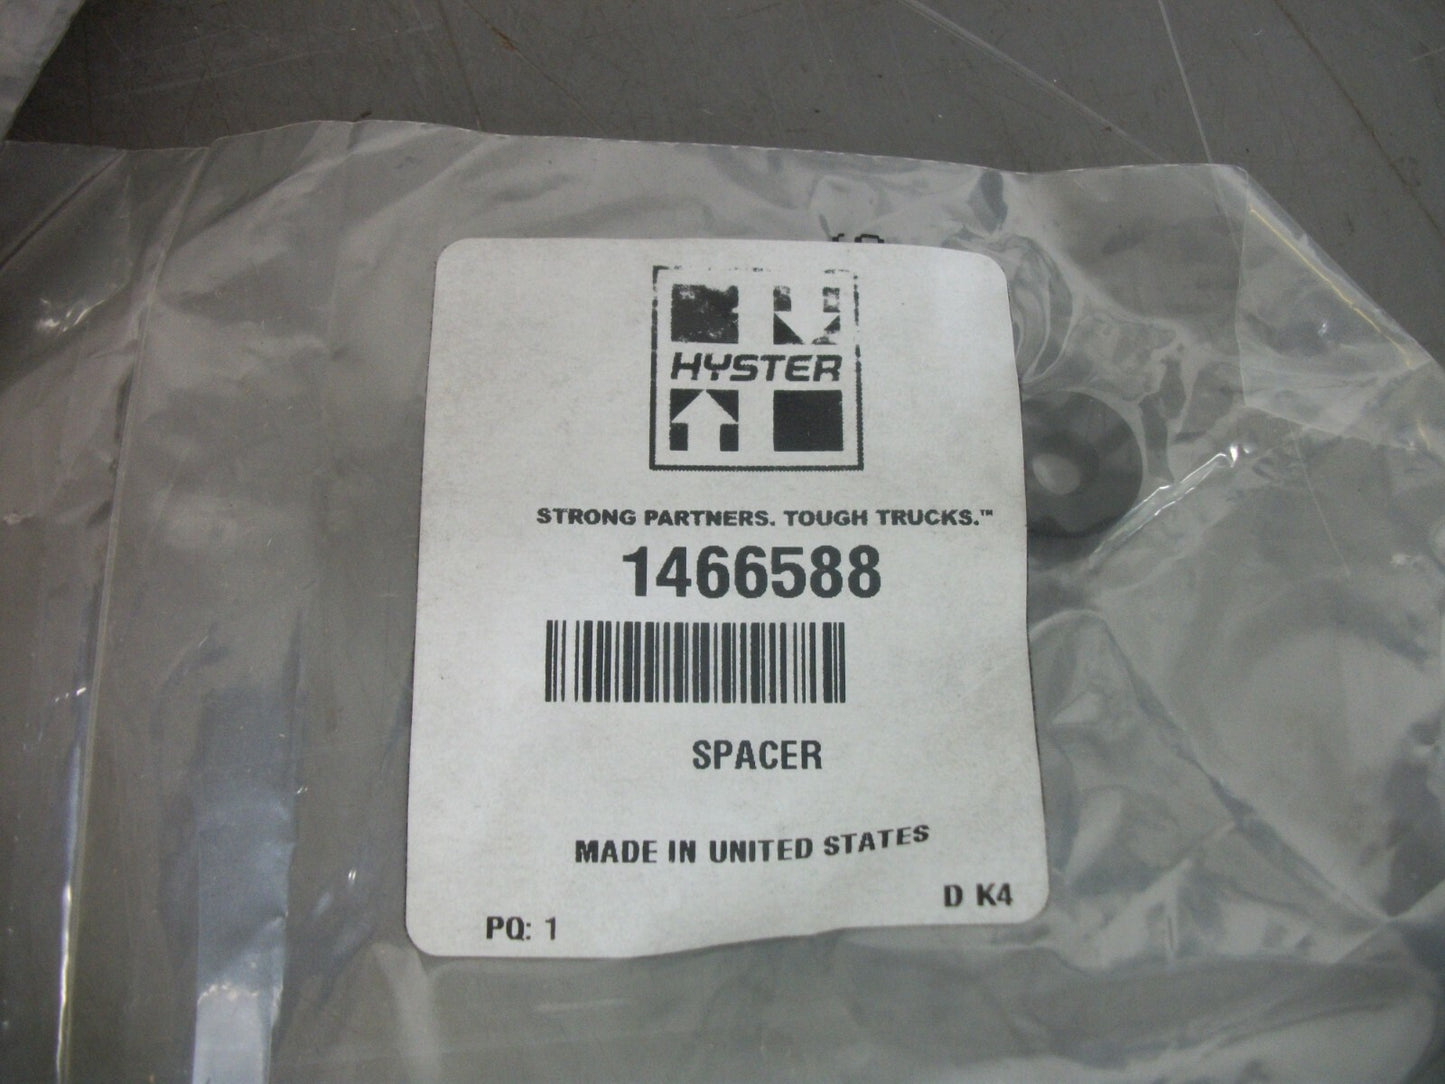 HYSTER
STRONG PARTNERS. TOUGH TRUCKS.™
1466588
SPACER
MADE IN UNITED STATES
D K4
PQ: 1